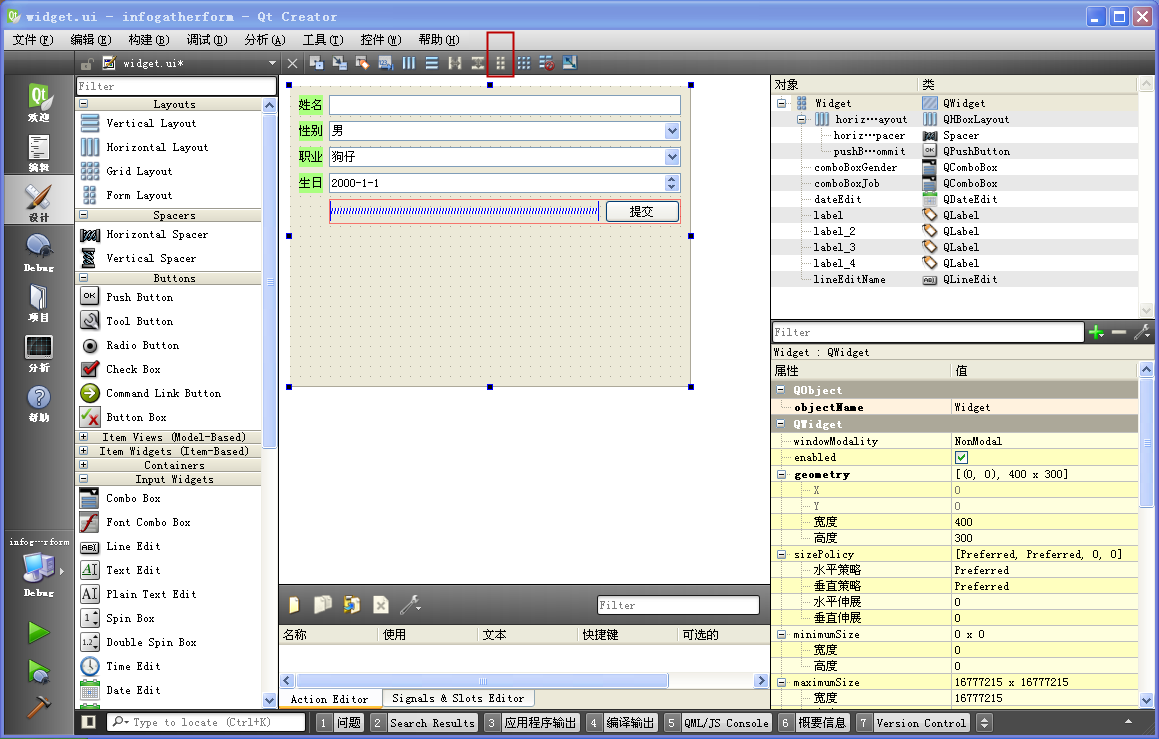 widget.ui - infogatherform - Qt Creator
文件(F) 编辑(E) 构建(B) 调试(D) 分析(A) 工具(T) 控件(W) 帮助(H)
widget.ui*
欢迎
编辑
设计
Debug
项目
分析
帮助
infog···rform
Debug
Filter
Layouts
Vertical Layout
Horizontal Layout
Grid Layout
Form Layout
Spacers
Horizontal Spacer
Vertical Spacer
Buttons
OK Push Button
Tool Button
Radio Button
Check Box
Command Link Button
Button Box
Item Views (Model-Based)
Item Widgets (Item-Based)
Containers
Input Widgets
Combo Box
Font Combo Box
ABI Line Edit
AI Text Edit
AI Plain Text Edit
1 Spin Box
1.2 Double Spin Box
Time Edit
Date Edit
姓名
性别 男
职业 狗仔
生日 2000-1-1
提交
Filter
名称 使用 文本 快捷键 可选的
Action Editor Signals & Slots Editor
对象 类
Widget QWidget
horiz···ayout QHBoxLayout
horiz···pacer Spacer
pushB···ommit OK QPushButton
comboBoxGender QComboBox
comboBoxJob QComboBox
dateEdit QDateEdit
label QLabel
label_2 QLabel
label_3 QLabel
label_4 QLabel
lineEditName ABI QLineEdit
Filter
Widget : QWidget
属性 值
QObject
objectName Widget
QWidget
windowModality NonModal
enabled
geometry [(0, 0), 400 x 300]
X 0
Y 0
宽度 400
高度 300
sizePolicy [Preferred, Preferred, 0, 0]
水平策略 Preferred
垂直策略 Preferred
水平伸展 0
垂直伸展 0
minimumSize 0 x 0
宽度 0
高度 0
maximumSize 16777215 x 16777215
宽度 16777215
Type to locate (Ctrl+K) 1 问题 2 Search Results 3 应用程序输出 4 编译输出 5 QML/JS Console 6 概要信息 7 Version Control